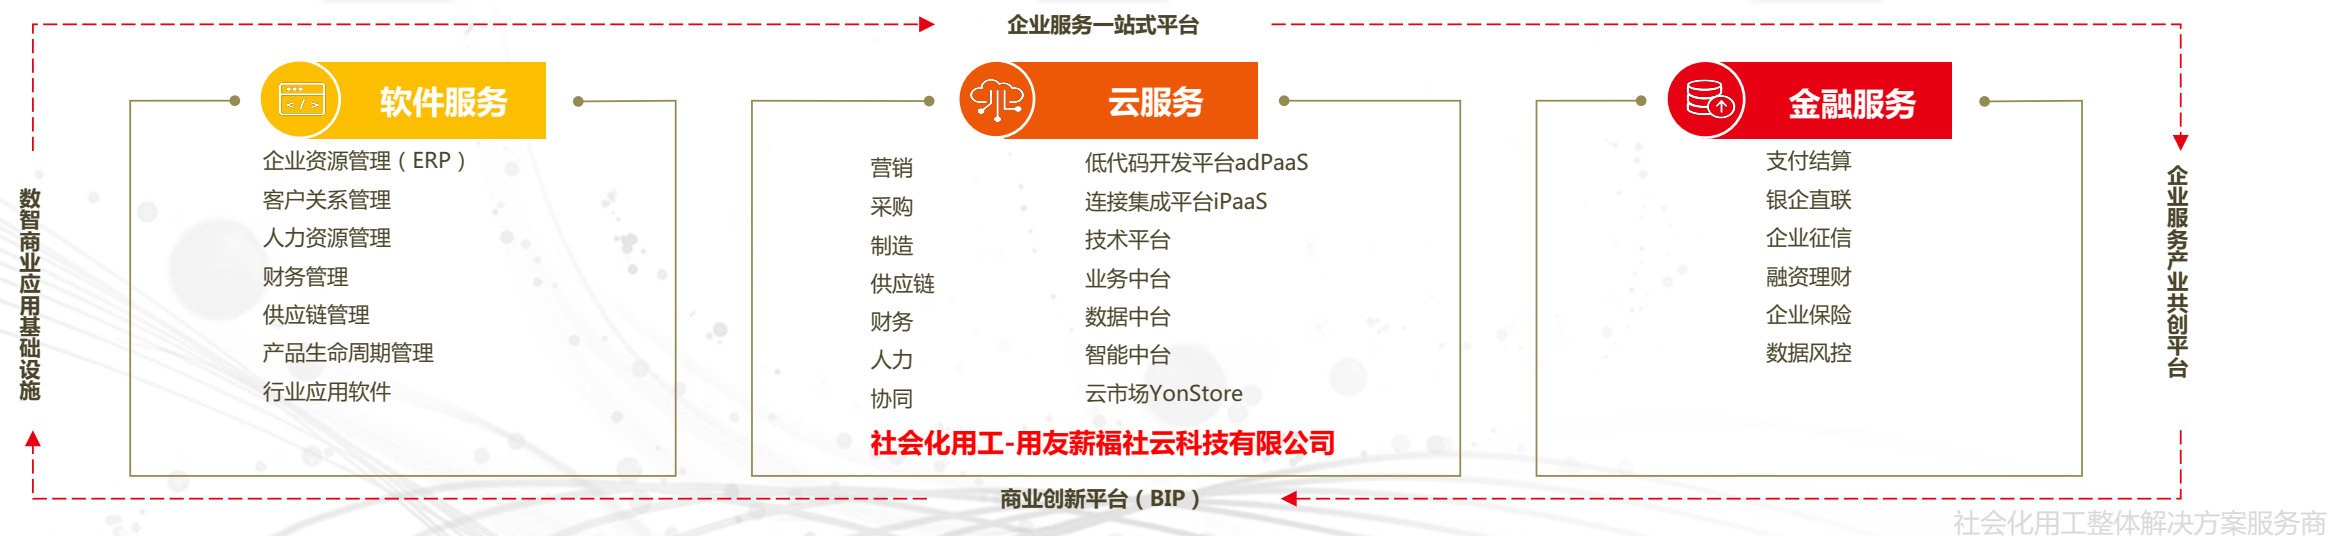 企业服务一站式平台
数智商业应用基础设施
软件服务
企业资源管理（ERP）
客户关系管理
人力资源管理
财务管理
供应链管理
产品生命周期管理
行业应用软件
云服务
营销
采购
制造
供应链
财务
人力
协同
低代码开发平台adPaaS
连接集成平台iPaaS
技术平台
业务中台
数据中台
智能中台
云市场YonStore
社会化用工-用友薪福社云科技有限公司
金融服务
支付结算
银企直联
企业征信
融资理财
企业保险
数据风控
企业服务产业共创平台
商业创新平台（BIP）
社会化用工整体解决方案服务商